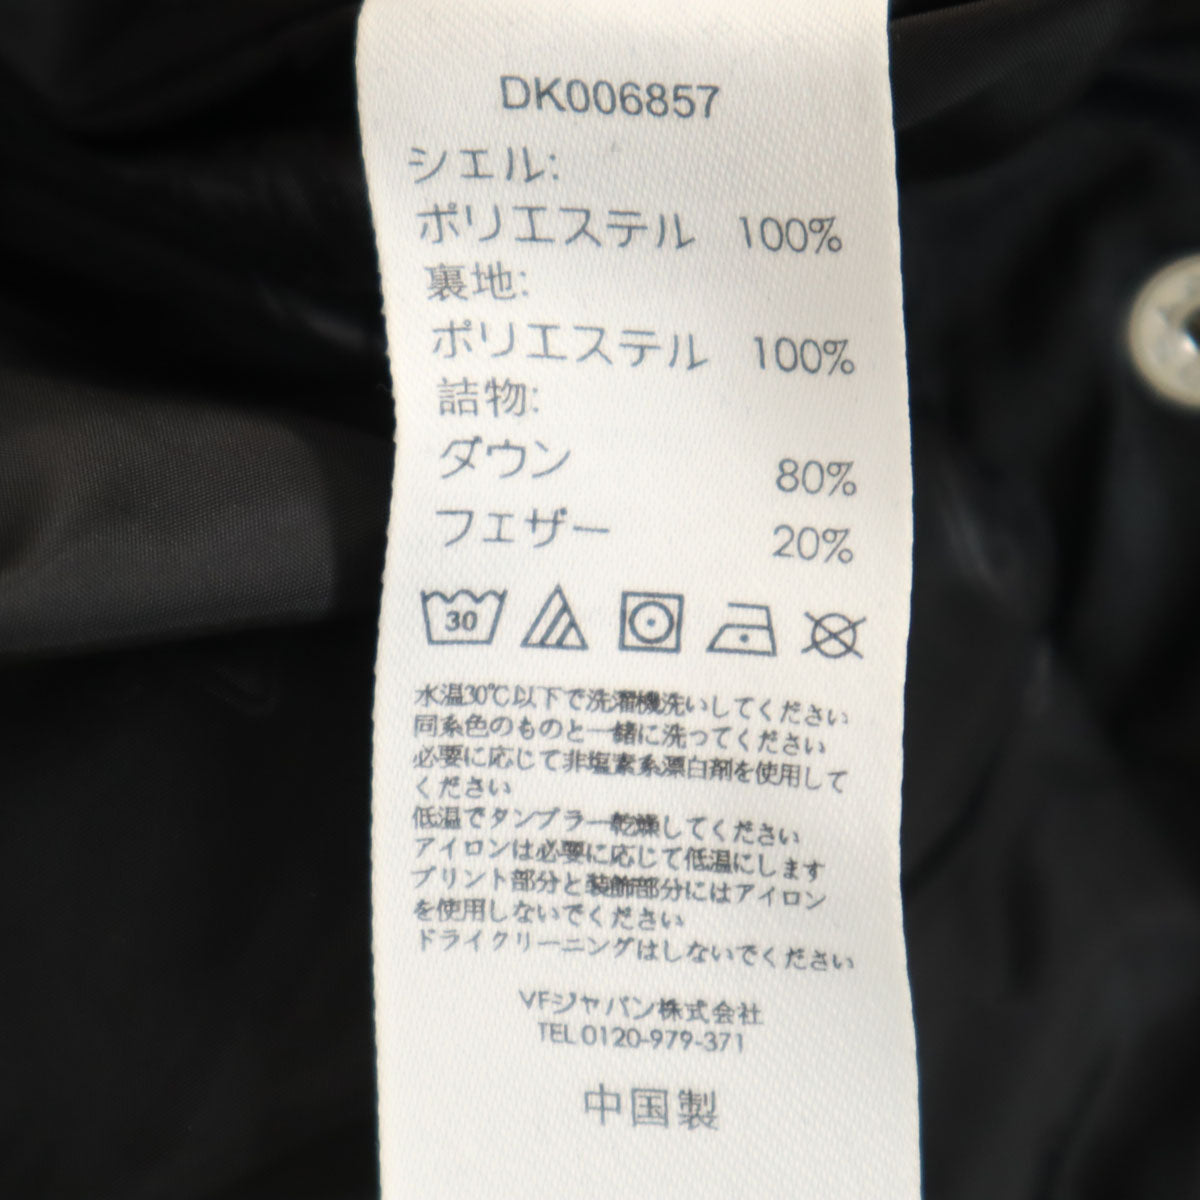 DK006857
シエル:
ポリエステル 100%
裏地:
ポリエステル 100%
詰物:
ダウン 80%
フェザー 20%
30
水温30℃以下で洗濯機洗いしてください
同系色のものと一緒に洗ってください
必要に応じて非塩素系漂白剤を使用して
ください
低温でタンブラー乾燥してください
アイロンは必要に応じて低温にします
プリント部分と装飾部分にはアイロン
を使用しないでください
ドライクリーニングはしないでください
VFジャパン株式会社
TEL 0120-979-371
中国製